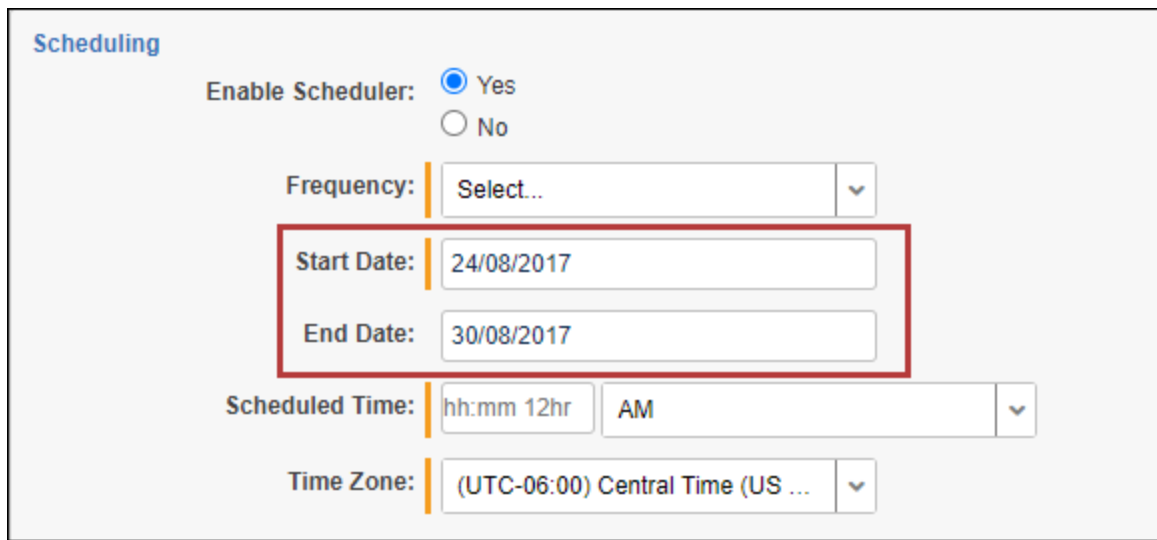 Scheduling
Enable Scheduler: Yes
No
Frequency: Select...
Start Date: 24/08/2017
End Date: 30/08/2017
Scheduled Time: hh:mm 12hr AM
Time Zone: (UTC-06:00) Central Time (US ...